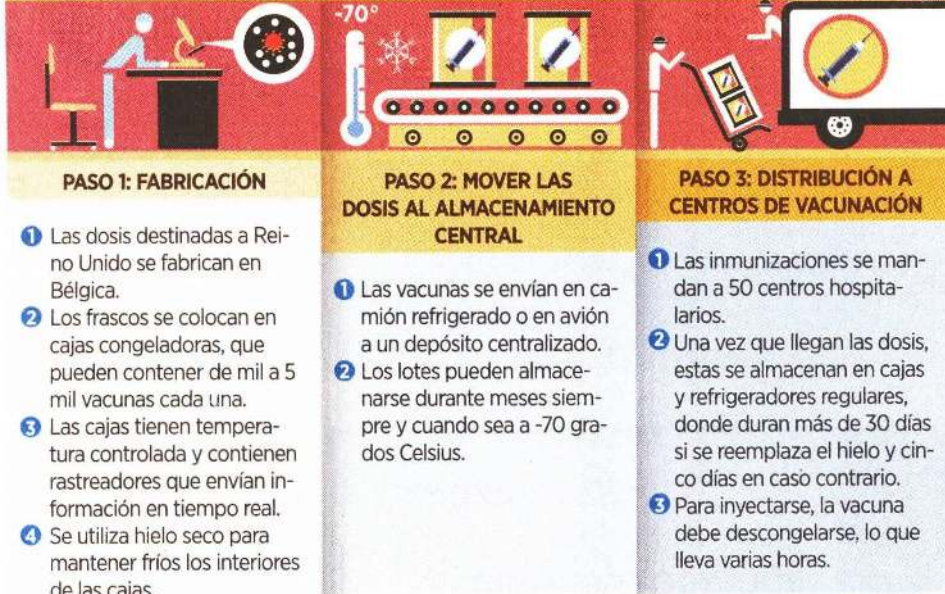 -70°
PASO 1: FABRICACIÓN
1 Las dosis destinadas a Rei-
no Unido se fabrican en
Bélgica.
2 Los frascos se colocan en
cajas congeladoras, que
pueden contener de mil a 5
mil vacunas cada una.
3 Las cajas tienen tempera-
tura controlada y contienen
rastreadores que envían in-
formación en tiempo real.
4 Se utiliza hielo seco para
mantener fríos los interiores
de las cajas
PASO 2: MOVER LAS
DOSIS AL ALMACENAMIENTO
CENTRAL
1 Las vacunas se envían en ca-
mión refrigerado o en avión
a un depósito centralizado.
2 Los lotes pueden almace-
narse durante meses siem-
pre y cuando sea a -70 gra-
dos Celsius.
PASO 3: DISTRIBUCIÓN A
CENTROS DE VACUNACIÓN
1 Las inmunizaciones se man-
dan a 50 centros hospita-
larios.
2 Una vez que llegan las dosis,
estas se almacenan en cajas
y refrigeradores regulares,
donde duran más de 30 días
si se reemplaza el hielo y cin-
co días en caso contrario.
3 Para inyectarse, la vacuna
debe descongelarse, lo que
lleva varias horas.